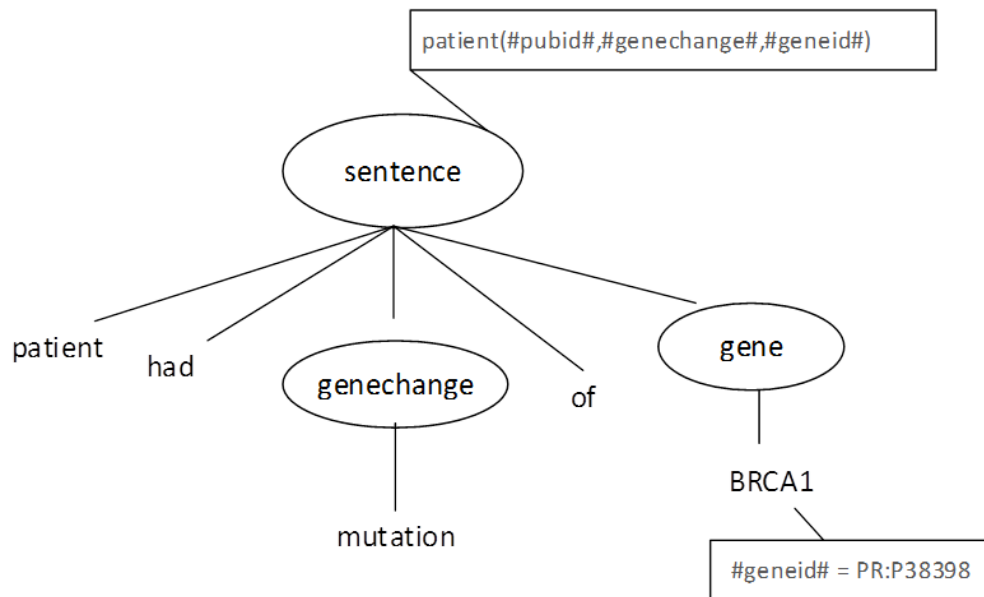 patient(#pubid#,#genechange#,#geneid#)
sentence
patient
had
genechange
of
gene
mutation
BRCA1
#geneid# = PR:P38398